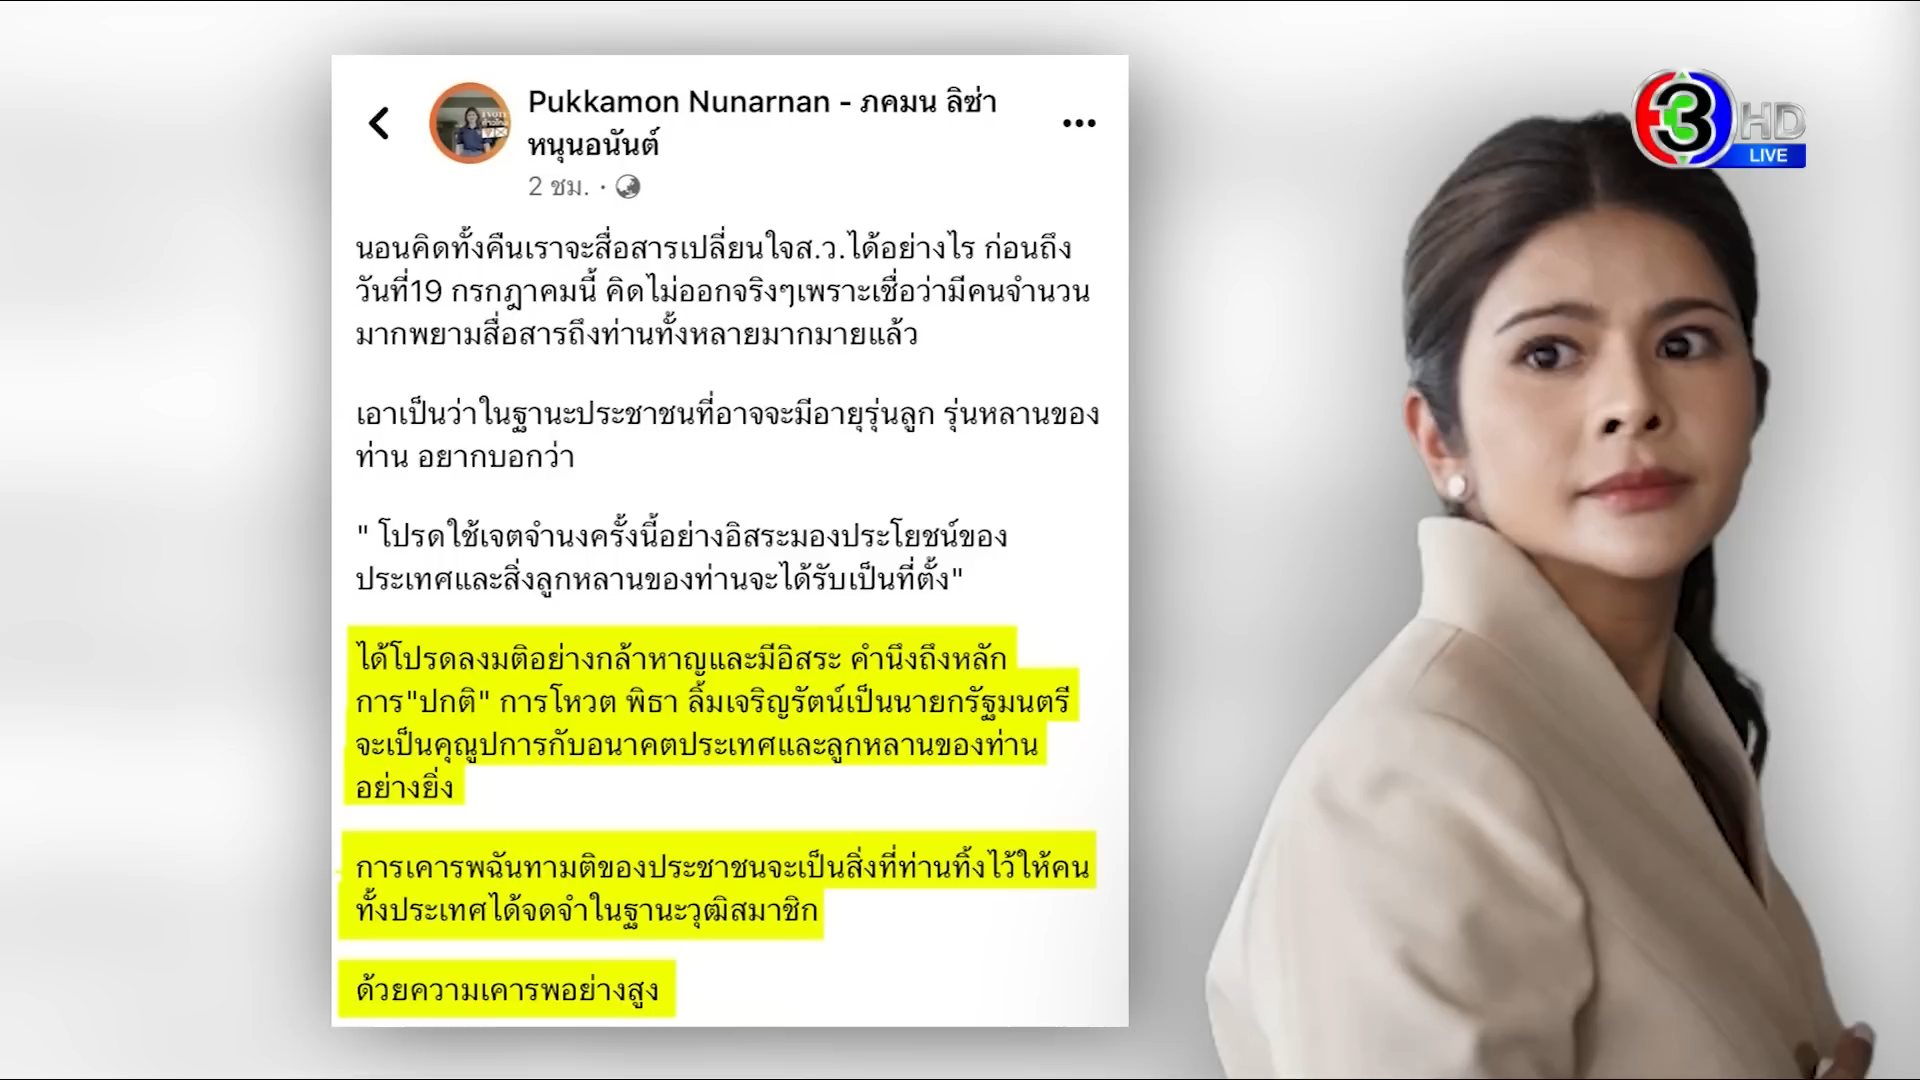 3 HD
LIVE
Pukkamon Nunarnan - ภคมน ลิซ่า
หนุนอนันต์
2 ชม. ·
นอนคิดทั้งคืนเราจะสื่อสารเปลี่ยนใจส.ว.ได้อย่างไร ก่อนถึง
วันที่19 กรกฎาคมนี้ คิดไม่ออกจริงๆเพราะเชื่อว่ามีคนจำนวน
มากพยามสื่อสารถึงท่านทั้งหลายมากมายแล้ว
เอาเป็นว่าในฐานะประชาชนที่อาจจะมีอายุรุ่นลูก รุ่นหลานของ
ท่าน อยากบอกว่า
" โปรดใช้เจตจำนงครั้งนี้อย่างอิสระมองประโยชน์ของ
ประเทศและสิ่งลูกหลานของท่านจะได้รับเป็นที่ตั้ง"
ได้โปรดลงมติอย่างกล้าหาญและมีอิสระ คำนึงถึงหลัก
การ"ปกติ" การโหวต พิธา ลิ้มเจริญรัตน์เป็นนายกรัฐมนตรี
จะเป็นคุณูปการกับอนาคตประเทศและลูกหลานของท่าน
อย่างยิ่ง
การเคารพฉันทามติของประชาชนจะเป็นสิ่งที่ท่านทิ้งไว้ให้คน
ทั้งประเทศได้จดจำในฐานะวุฒิสมาชิก
ด้วยความเคารพอย่างสูง